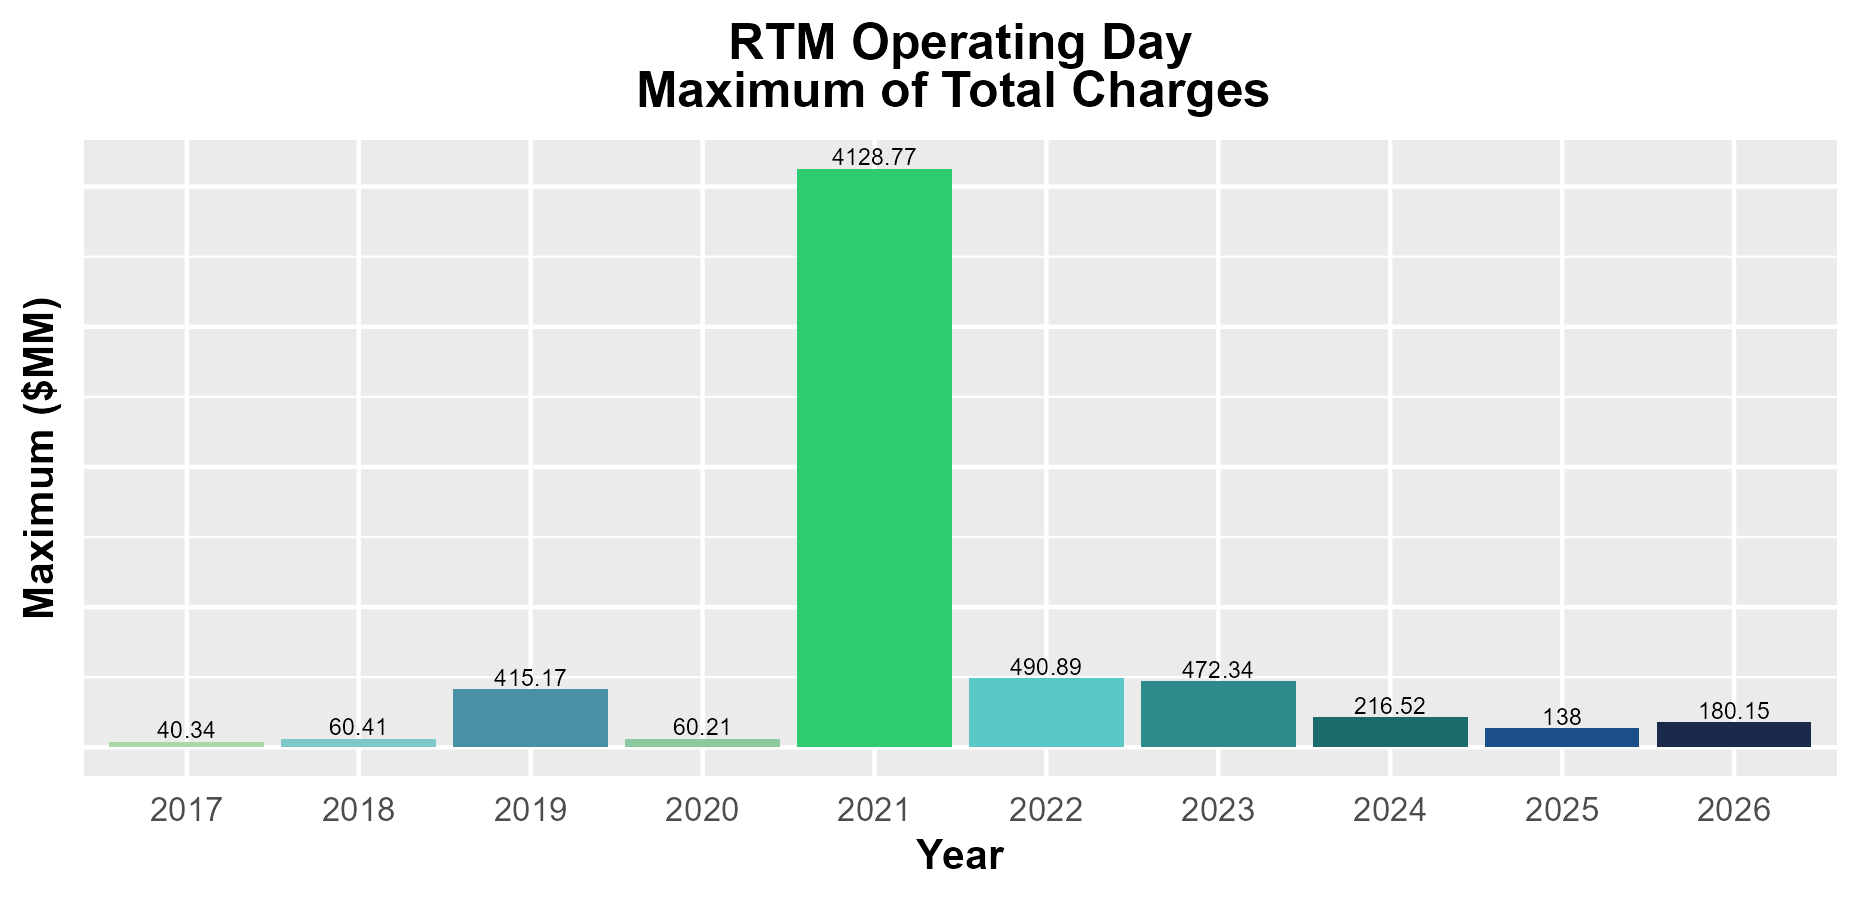 RTM Operating Day
Maximum of Total Charges
Maximum ($MM)
4128.77
490.89
472.34
415.17
216.52
180.15
138
60.41
60.21
40.34
2017 2018 2019 2020 2021 2022 2023 2024 2025 2026
Year